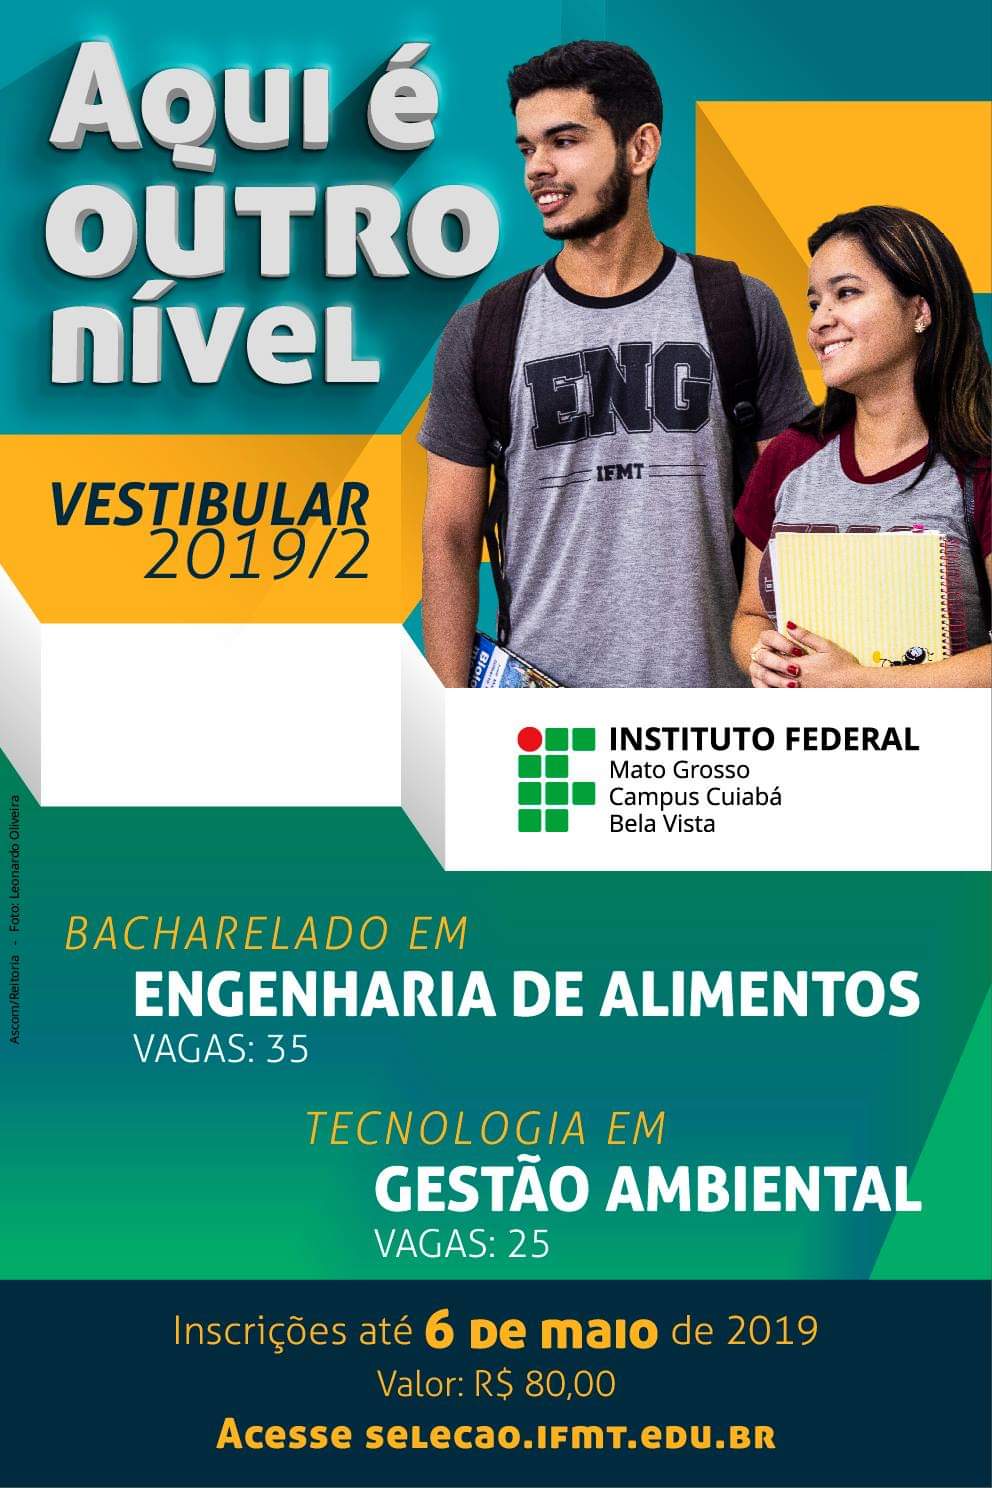 Aqui é
OUTRO
nível
VESTIBULAR
2019/2
ENG
IFMT
INSTITUTO FEDERAL
Mato Grosso
Campus Cuiabá
Bela Vista
Ascom/Reitoria - Foto: Leonardo Oliveira
BACHARELADO EM
ENGENHARIA DE ALIMENTOS
VAGAS: 35
TECNOLOGIA EM
GESTÃO AMBIENTAL
VAGAS: 25
Inscrições até 6 DE MAIO de 2019
Valor: R$ 80,00
Acesse SELECAO.IFMT.EDU.BR